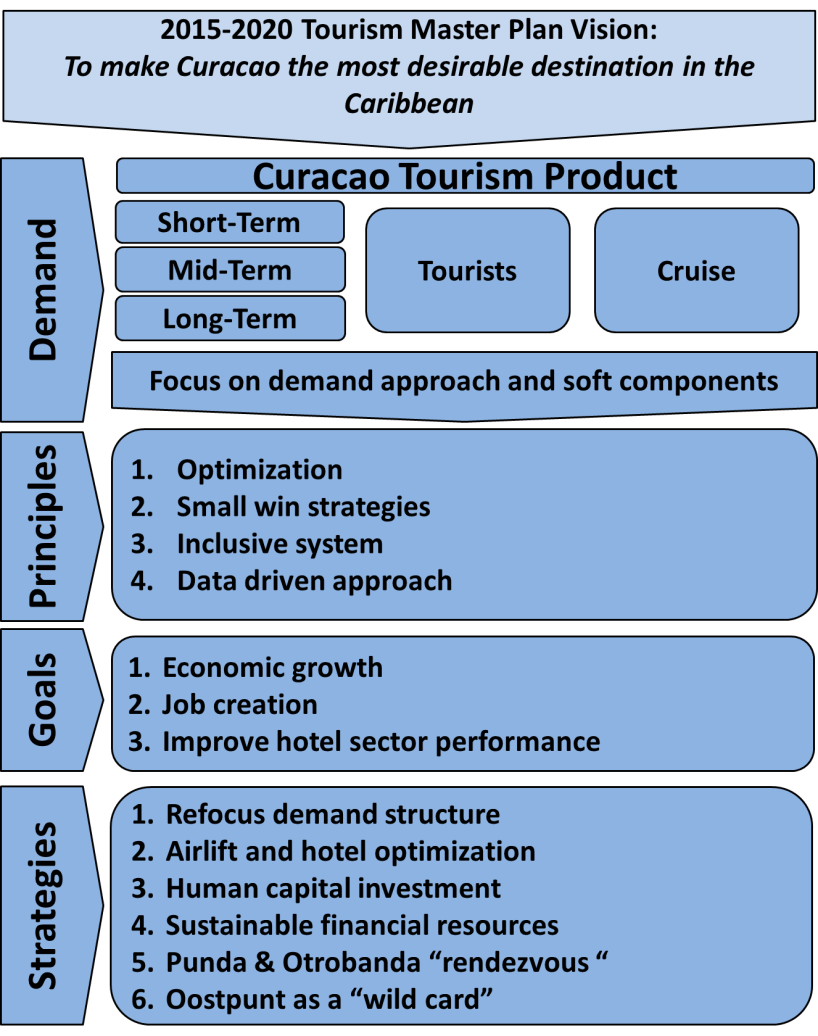 2015-2020 Tourism Master Plan Vision:
To make Curacao the most desirable destination in the
Caribbean
Demand
Curacao Tourism Product
Short-Term
Mid-Term
Long-Term
Tourists
Cruise
Focus on demand approach and soft components
Principles
1. Optimization
2. Small win strategies
3. Inclusive system
4. Data driven approach
Goals
1. Economic growth
2. Job creation
3. Improve hotel sector performance
Strategies
1. Refocus demand structure
2. Airlift and hotel optimization
3. Human capital investment
4. Sustainable financial resources
5. Punda & Otrobanda “rendezvous “
6. Oostpunt as a “wild card”